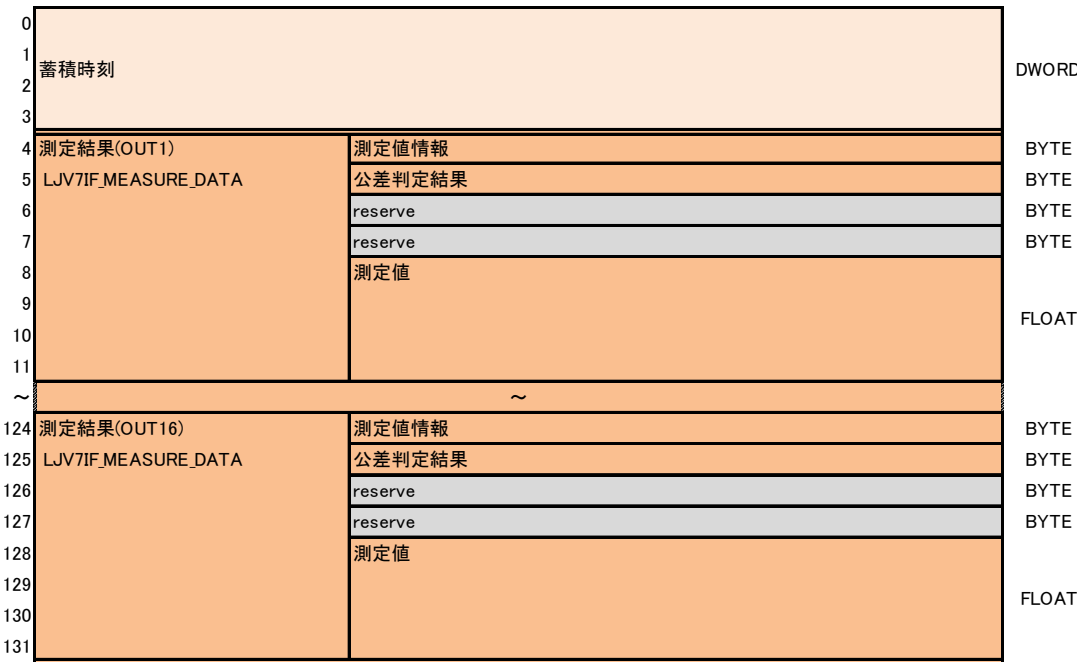 0
1
蓄積時刻 DWORD
2
3
4 測定結果(OUT1) 測定値情報 BYTE
5 LJV7IF_MEASURE_DATA 公差判定結果 BYTE
6 reserve BYTE
7 reserve BYTE
8 測定値
9
FLOAT
10
11
～ ～
124 測定結果(OUT16) 測定値情報 BYTE
125 LJV7IF_MEASURE_DATA 公差判定結果 BYTE
126 reserve BYTE
127 reserve BYTE
128 測定値
129
FLOAT
130
131